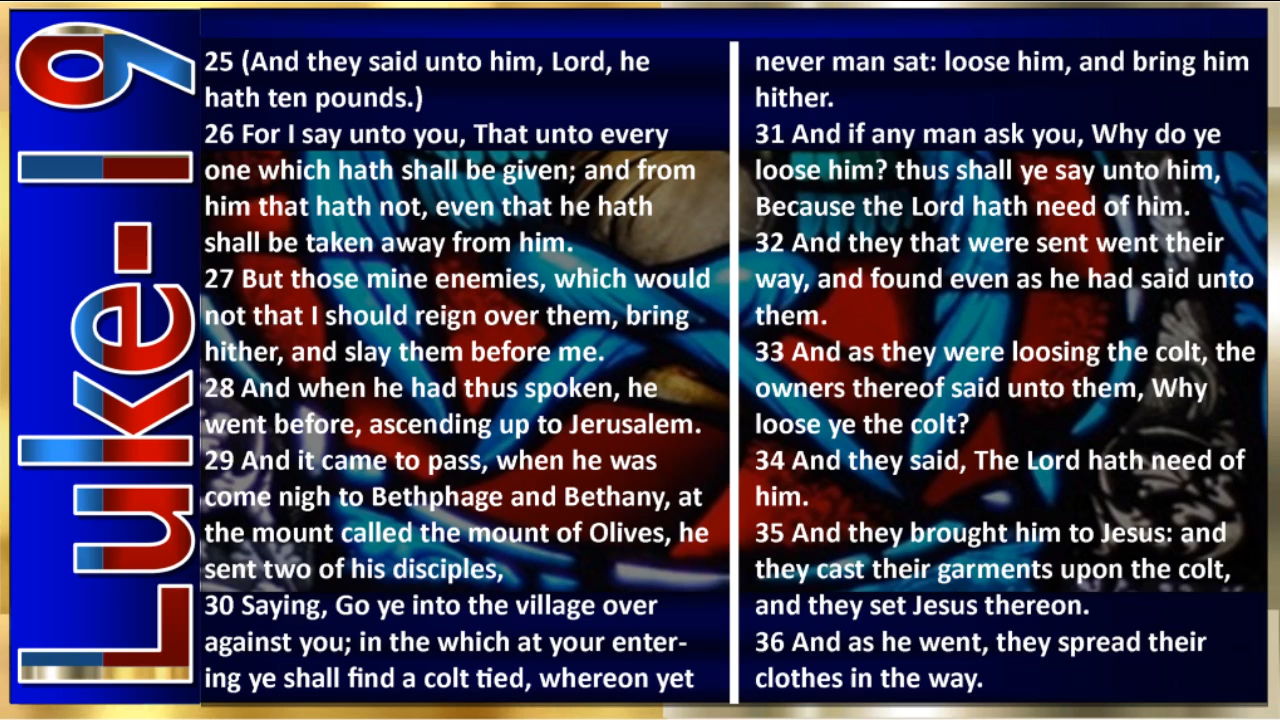 Luke-19
25 (And they said unto him, Lord, he
hath ten pounds.)
26 For I say unto you, That unto every
one which hath shall be given; and from
him that hath not, even that he hath
shall be taken away from him.
27 But those mine enemies, which would
not that I should reign over them, bring
hither, and slay them before me.
28 And when he had thus spoken, he
went before, ascending up to Jerusalem.
29 And it came to pass, when he was
come nigh to Bethphage and Bethany, at
the mount called the mount of Olives, he
sent two of his disciples,
30 Saying, Go ye into the village over
against you; in the which at your enter-
ing ye shall find a colt tied, whereon yet
never man sat: loose him, and bring him
hither.
31 And if any man ask you, Why do ye
loose him? thus shall ye say unto him,
Because the Lord hath need of him.
32 And they that were sent went their
way, and found even as he had said unto
them.
33 And as they were loosing the colt, the
owners thereof said unto them, Why
loose ye the colt?
34 And they said, The Lord hath need of
him.
35 And they brought him to Jesus: and
they cast their garments upon the colt,
and they set Jesus thereon.
36 And as he went, they spread their
clothes in the way.